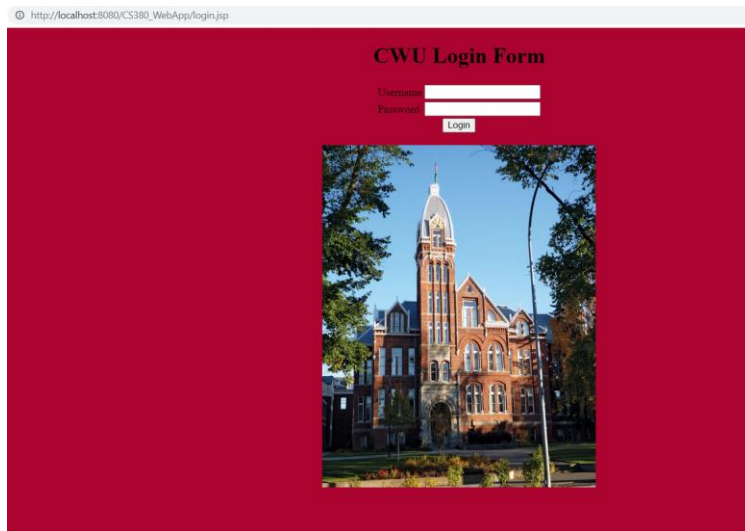 http://localhost:8080/CS380_WebApp/login.jsp
CWU Login Form
Username
Password
Login